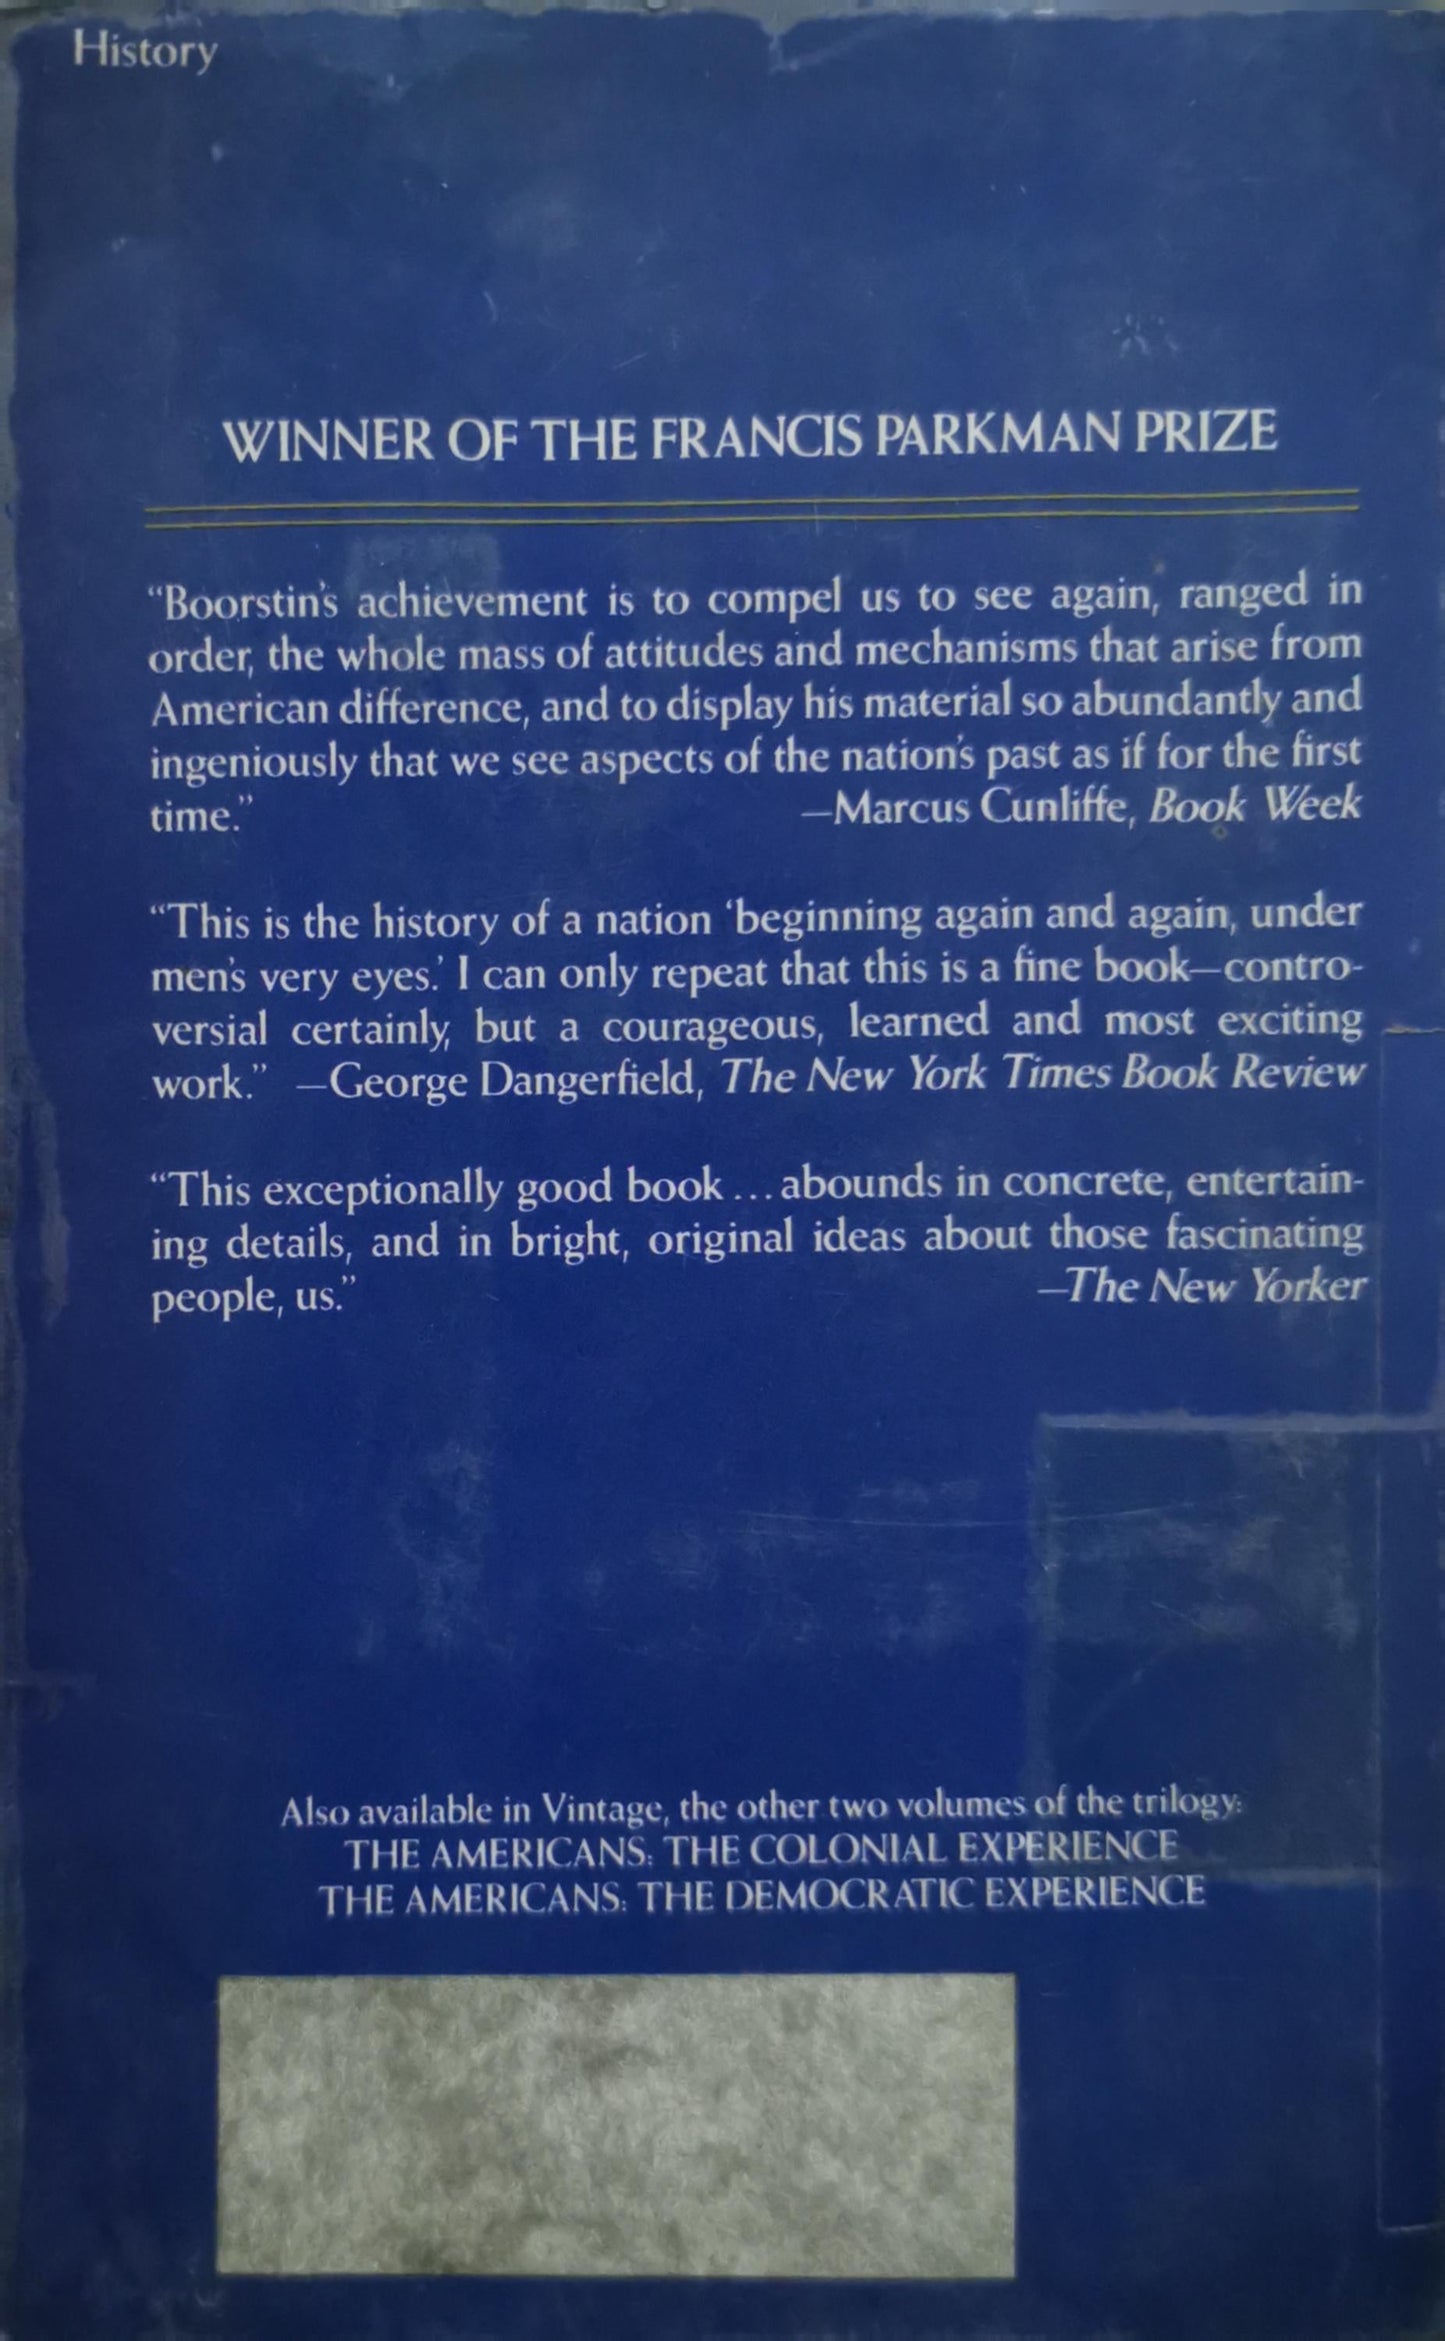 History
WINNER OF THE FRANCIS PARKMAN PRIZE
“Boorstin’s achievement is to compel us to see again, ranged in
order, the whole mass of attitudes and mechanisms that arise from
American difference, and to display his material so abundantly and
ingeniously that we see aspects of the nation’s past as if for the first
time.” —Marcus Cunliffe, Book Week
“This is the history of a nation ‘beginning again and again, under
men’s very eyes.’ I can only repeat that this is a fine book—contro-
versial certainly, but a courageous, learned and most exciting
work.” —George Dangerfield, The New York Times Book Review
“This exceptionally good book...abounds in concrete, entertain-
ing details, and in bright, original ideas about those fascinating
people, us.” —The New Yorker
Also available in Vintage, the other two volumes of the trilogy:
THE AMERICANS: THE COLONIAL EXPERIENCE
THE AMERICANS: THE DEMOCRATIC EXPERIENCE